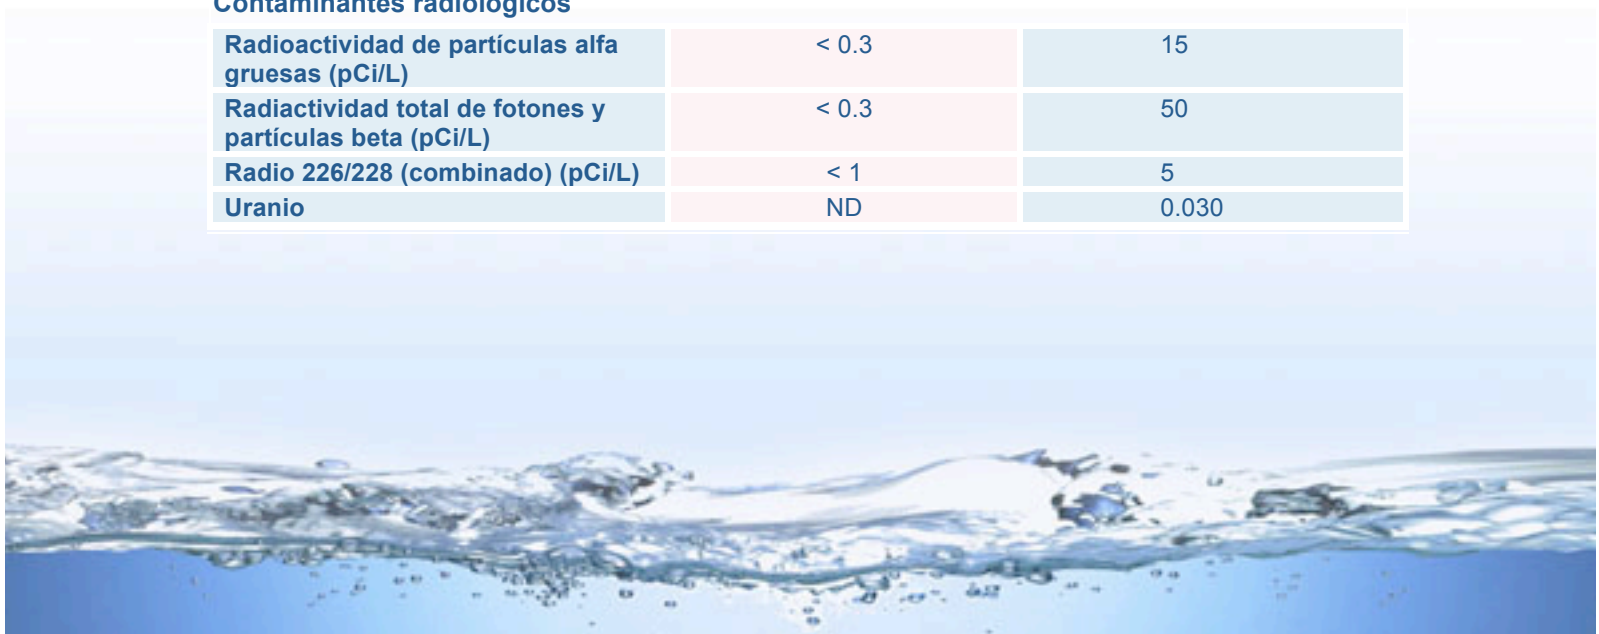 Contaminantes radiológicos
Radioactividad de partículas alfa < 0.3 15
gruesas (pCi/L)
Radiactividad total de fotones y < 0.3 50
partículas beta (pCi/L)
Radio 226/228 (combinado) (pCi/L) < 1 5
Uranio ND 0.030